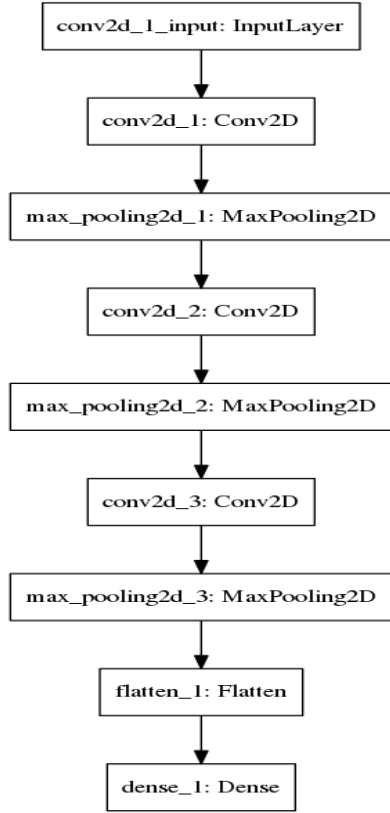 conv2d_1_input: InputLayer
conv2d_1: Conv2D
max_pooling2d_1: MaxPooling2D
conv2d_2: Conv2D
max_pooling2d_2: MaxPooling2D
conv2d_3: Conv2D
max_pooling2d_3: MaxPooling2D
flatten_1: Flatten
dense_1: Dense